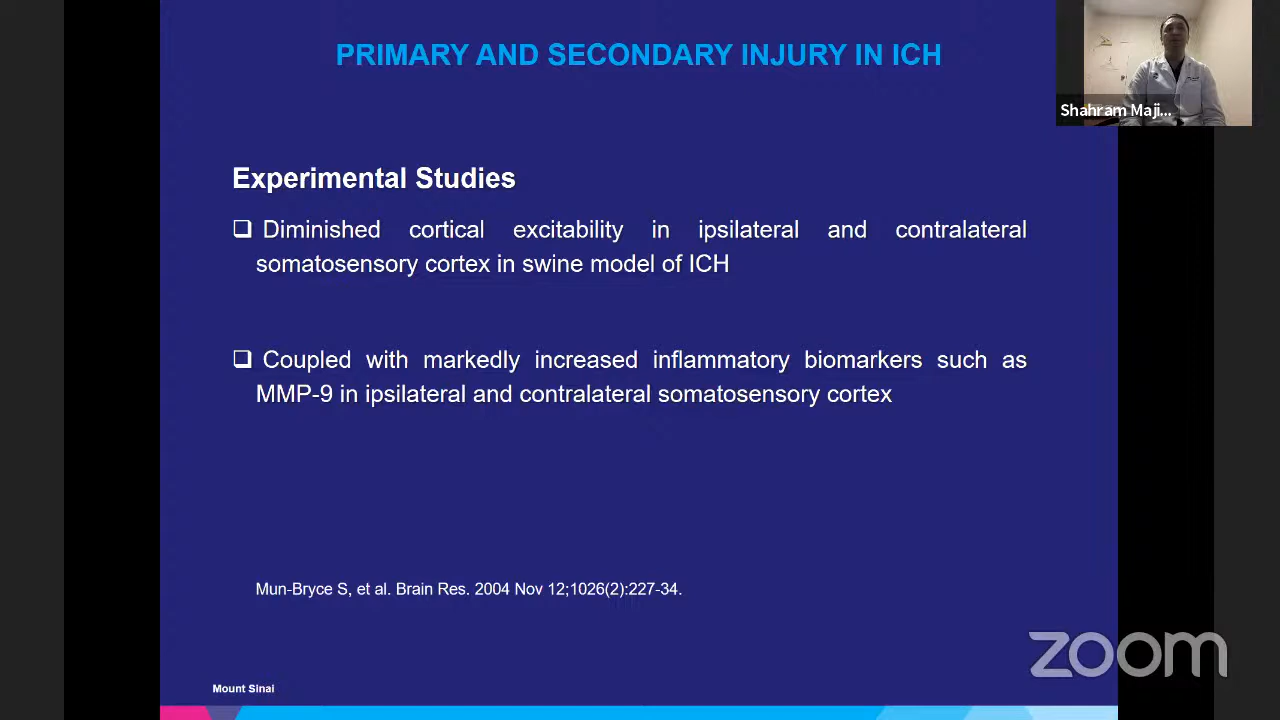 PRIMARY AND SECONDARY INJURY IN ICH
Shahram Maji...
Experimental Studies
❑ Diminished cortical excitability in ipsilateral and contralateral
somatosensory cortex in swine model of ICH
❑ Coupled with markedly increased inflammatory biomarkers such as
MMP-9 in ipsilateral and contralateral somatosensory cortex
Mun-Bryce S, et al. Brain Res. 2004 Nov 12;1026(2):227-34.
zoom
Mount Sinai